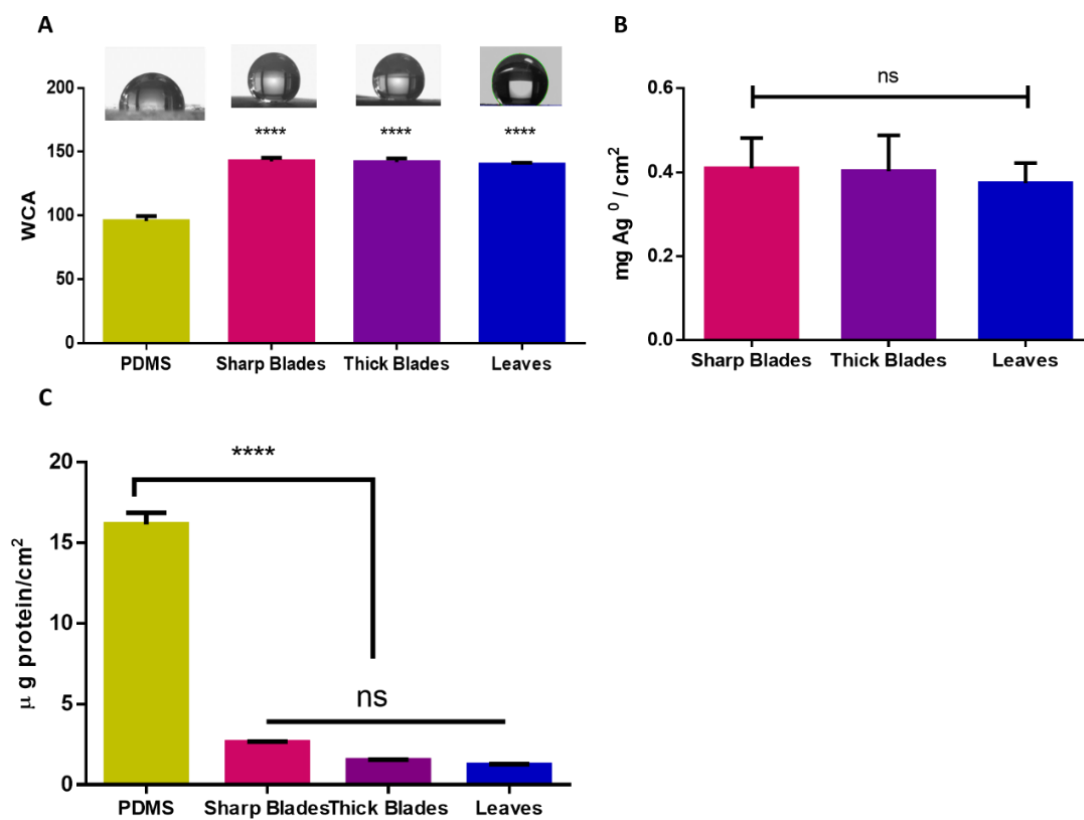 A
200
150
100
50
0
WCA
**** **** ****
PDMS Sharp Blades Thick Blades Leaves
B
0.6
0.4
0.2
0.0
mg Ag ⁰ / cm²
ns
Sharp Blades Thick Blades Leaves
C
20
15
10
5
0
μ g protein/cm²
****
ns
PDMS Sharp Blades Thick Blades Leaves